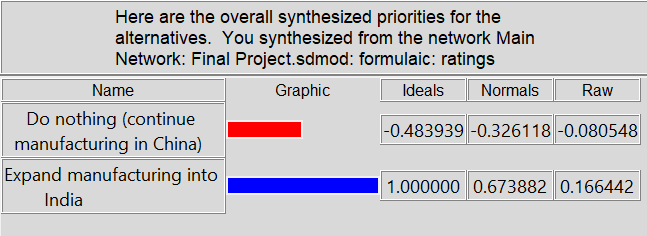 Here are the overall synthesized priorities for the
alternatives. You synthesized from the network Main
Network: Final Project.sdmod: formulaic: ratings
Name Graphic Ideals Normals Raw
Do nothing (continue
manufacturing in China) -0.483939 -0.326118 -0.080548
Expand manufacturing into
India 1.000000 0.673882 0.166442